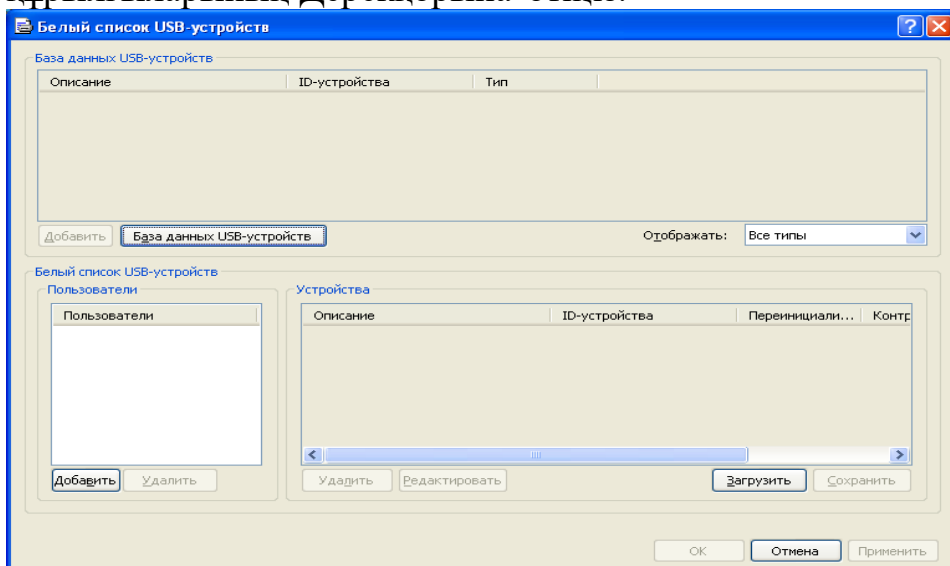 Белый список USB-устройств
База данных USB-устройств
Описание ID-устройства Тип
Добавить База данных USB-устройств Отображать: Все типы
Белый список USB-устройств
Пользователи Устройства
Пользователи Описание ID-устройства Переинициали... Контр
Добавить Удалить Удалить Редактировать Загрузить Сохранить
ОК Отмена Применить